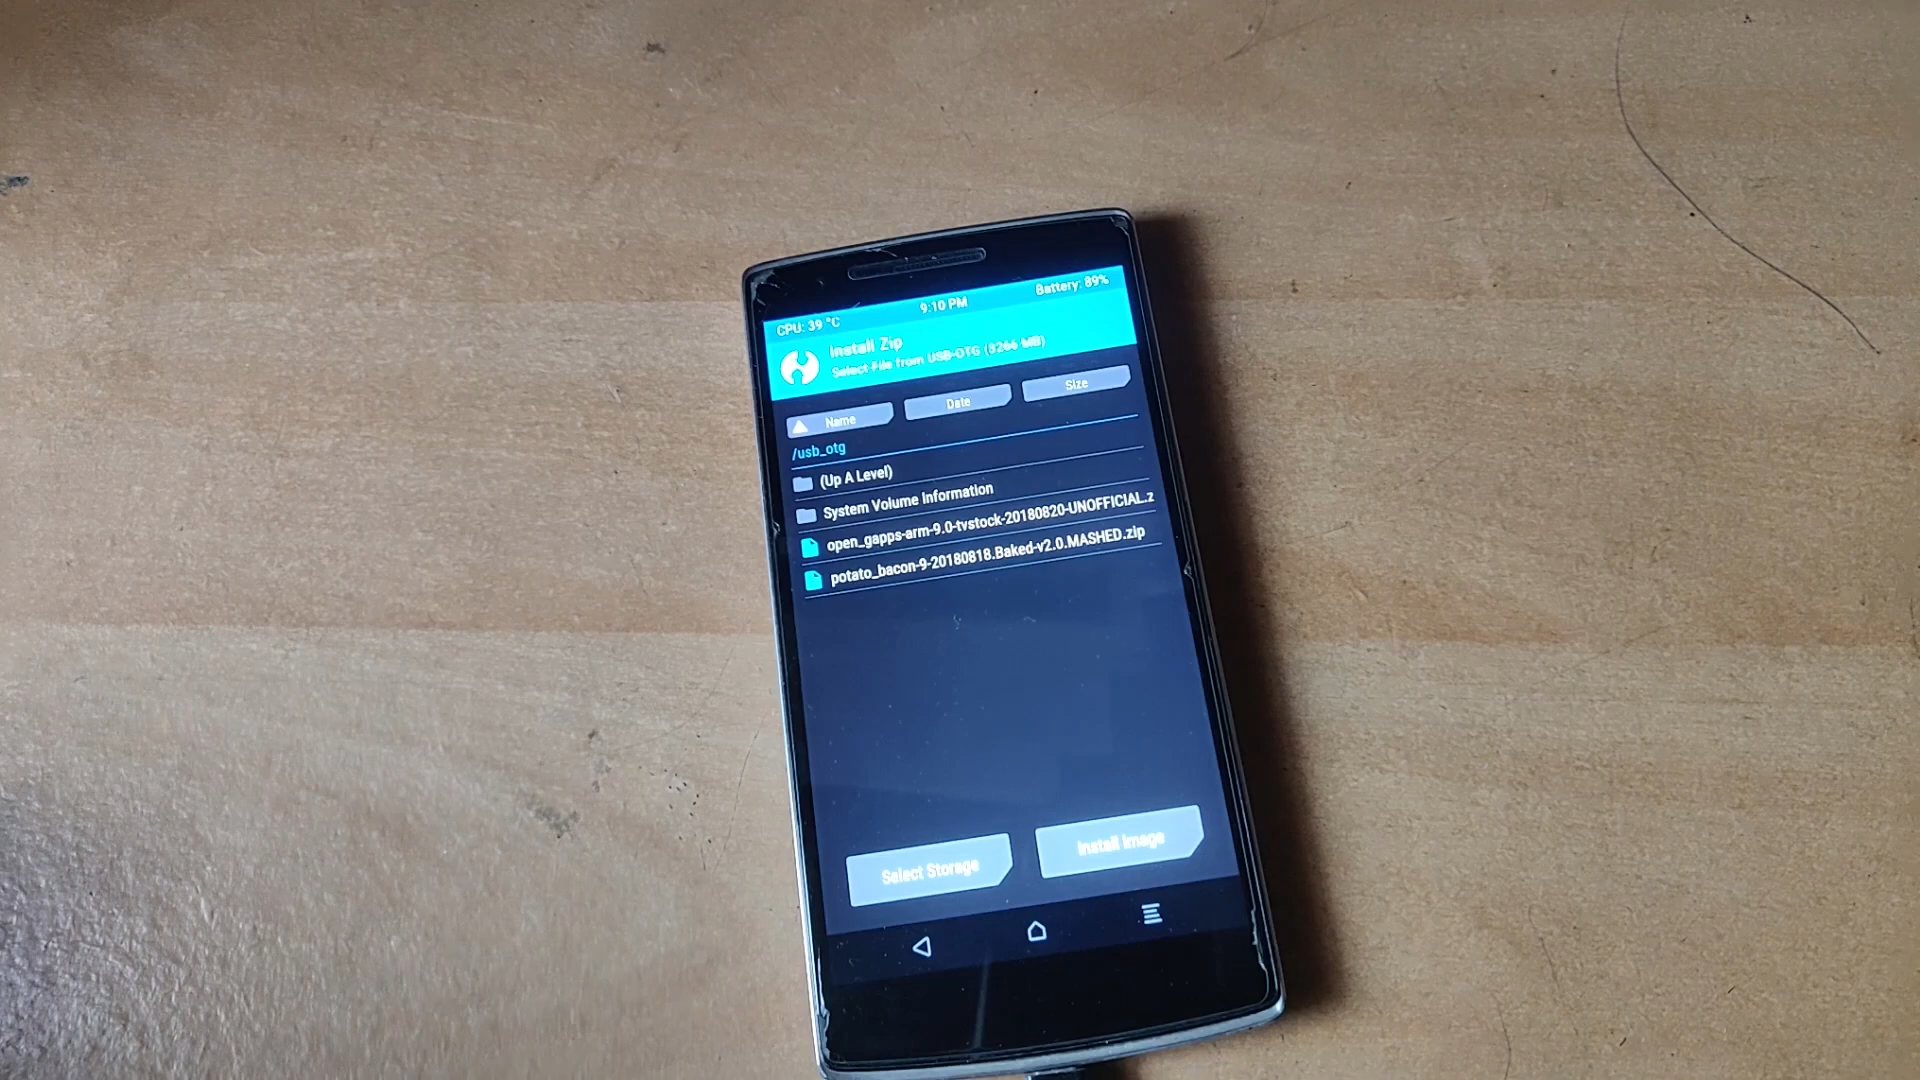 CPU: 39 °C 9:10 PM Battery: 89%
Install Zip
Select File from USB-OTG (3266 MB)
Name Date Size
/usb_otg
(Up A Level)
System Volume Information
open_gapps-arm-9.0-tvstock-20180820-UNOFFICIAL.z
potato_bacon-9-20180818.Baked-v2.0.MASHED.zip
Select Storage Install Image